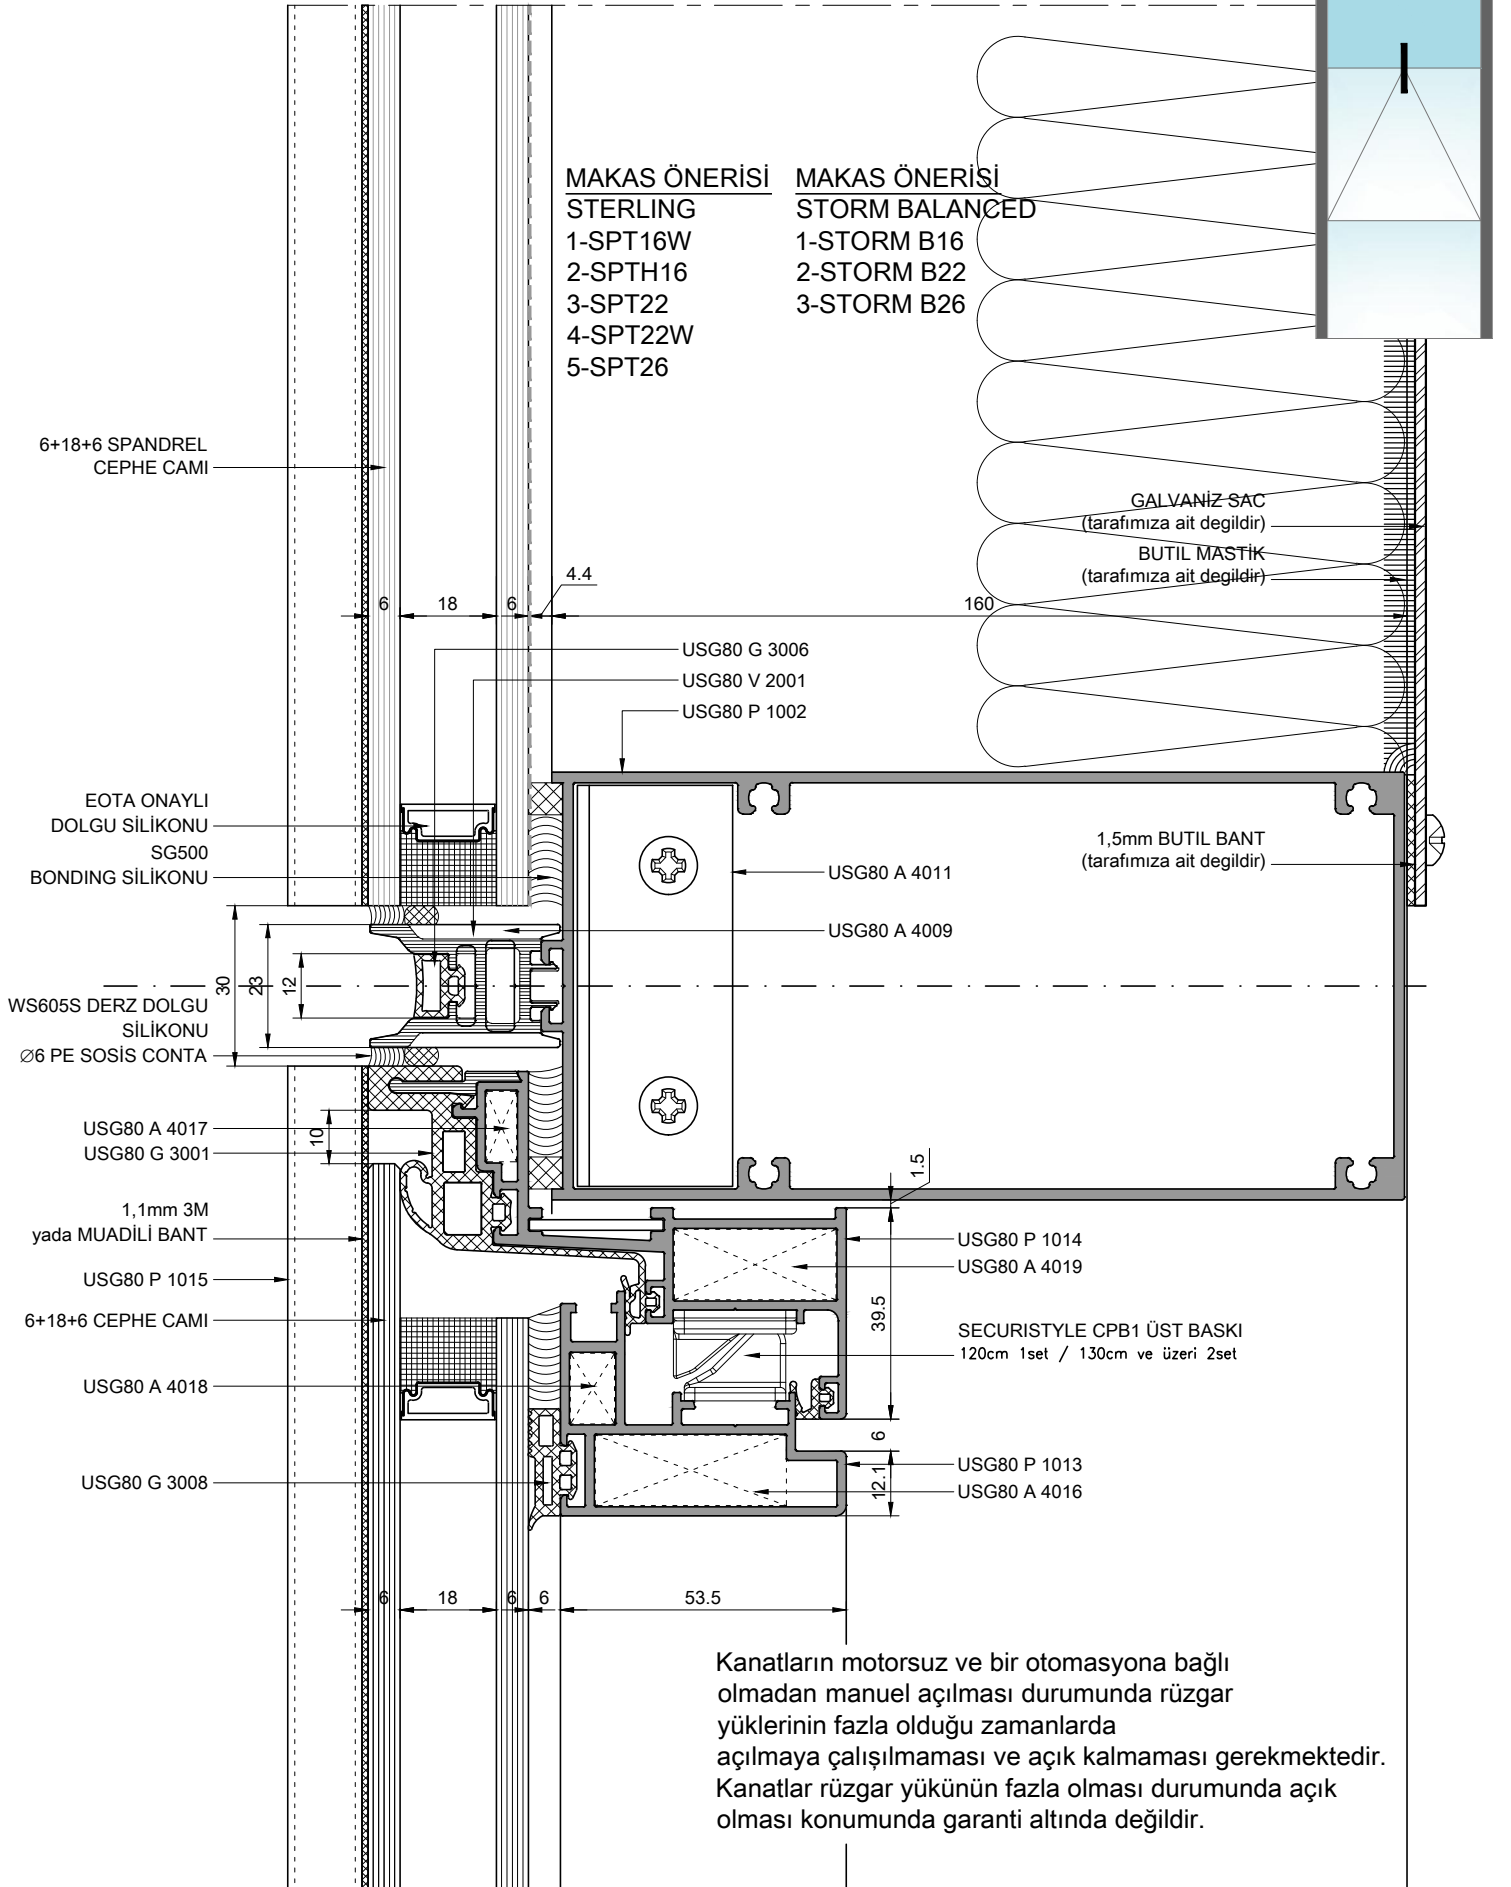 MAKAS ÖNERİSİ
STERLING
1-SPT16W
2-SPTH16
3-SPT22
4-SPT22W
5-SPT26
MAKAS ÖNERİSİ
STORM BALANCED
1-STORM B16
2-STORM B22
3-STORM B26
6+18+6 SPANDREL
CEPHE CAMI
GALVANİZ SAC
(tarafımıza ait degildir)
BUTIL MASTİK
(tarafımıza ait degildir)
4.4
6
18
6
160
USG80 G 3006
USG80 V 2001
USG80 P 1002
EOTA ONAYLI
DOLGU SİLİKONU
SG500
BONDING SİLİKONU
1,5mm BUTIL BANT
(tarafımıza ait degildir)
USG80 A 4011
USG80 A 4009
30
23
12
WS605S DERZ DOLGU
SİLİKONU
∅6 PE SOSİS CONTA
USG80 A 4017
USG80 G 3001
10
1.5
1,1mm 3M
yada MUADİLİ BANT
USG80 P 1015
6+18+6 CEPHE CAMI
USG80 P 1014
USG80 A 4019
39.5
SECURISTYLE CPB1 ÜST BASKI
120cm 1set / 130cm ve üzeri 2set
USG80 A 4018
6
USG80 G 3008
12.1
USG80 P 1013
USG80 A 4016
6
18
6
6
53.5
Kanatların motorsuz ve bir otomasyona bağlı
olmadan manuel açılması durumunda rüzgar
yüklerinin fazla olduğu zamanlarda
açılmaya çalışılmaması ve açık kalmaması gerekmektedir.
Kanatlar rüzgar yükünün fazla olması durumunda açık
olması konumunda garanti altında değildir.